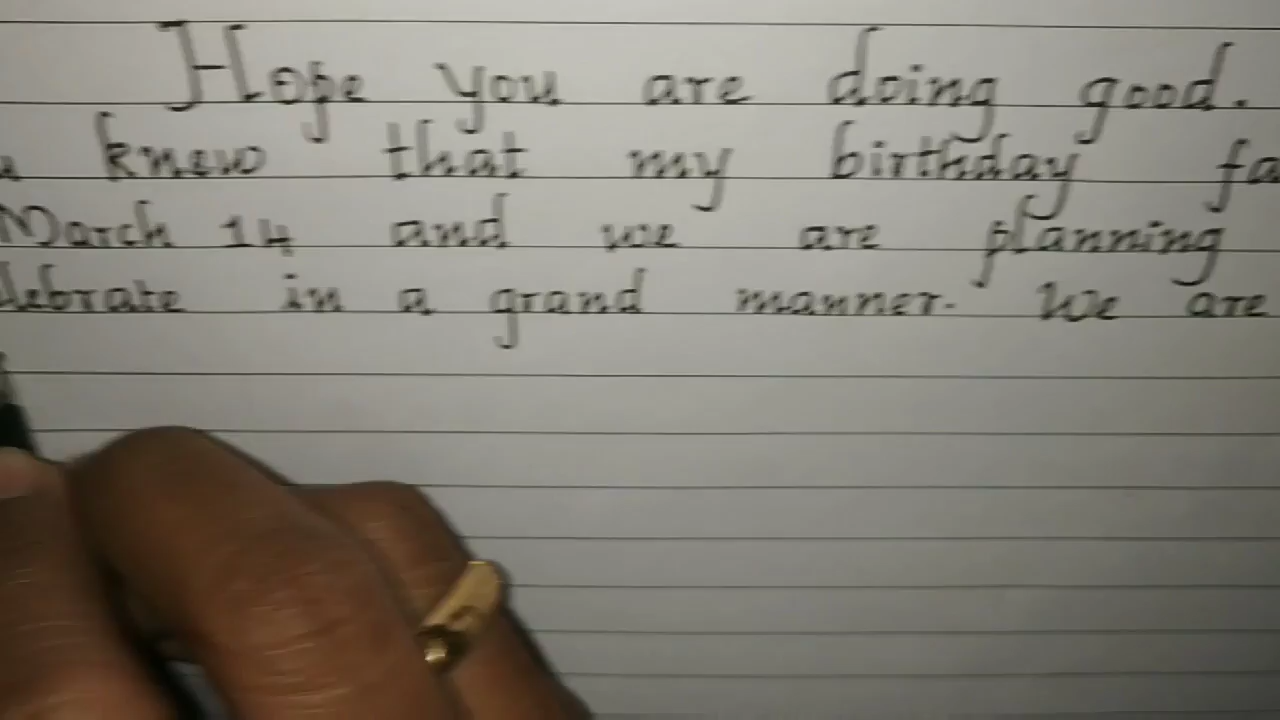 Hope you are doing good.
knew that my birthday
March 14 and we are planning
lebrate in a grand manner. We are